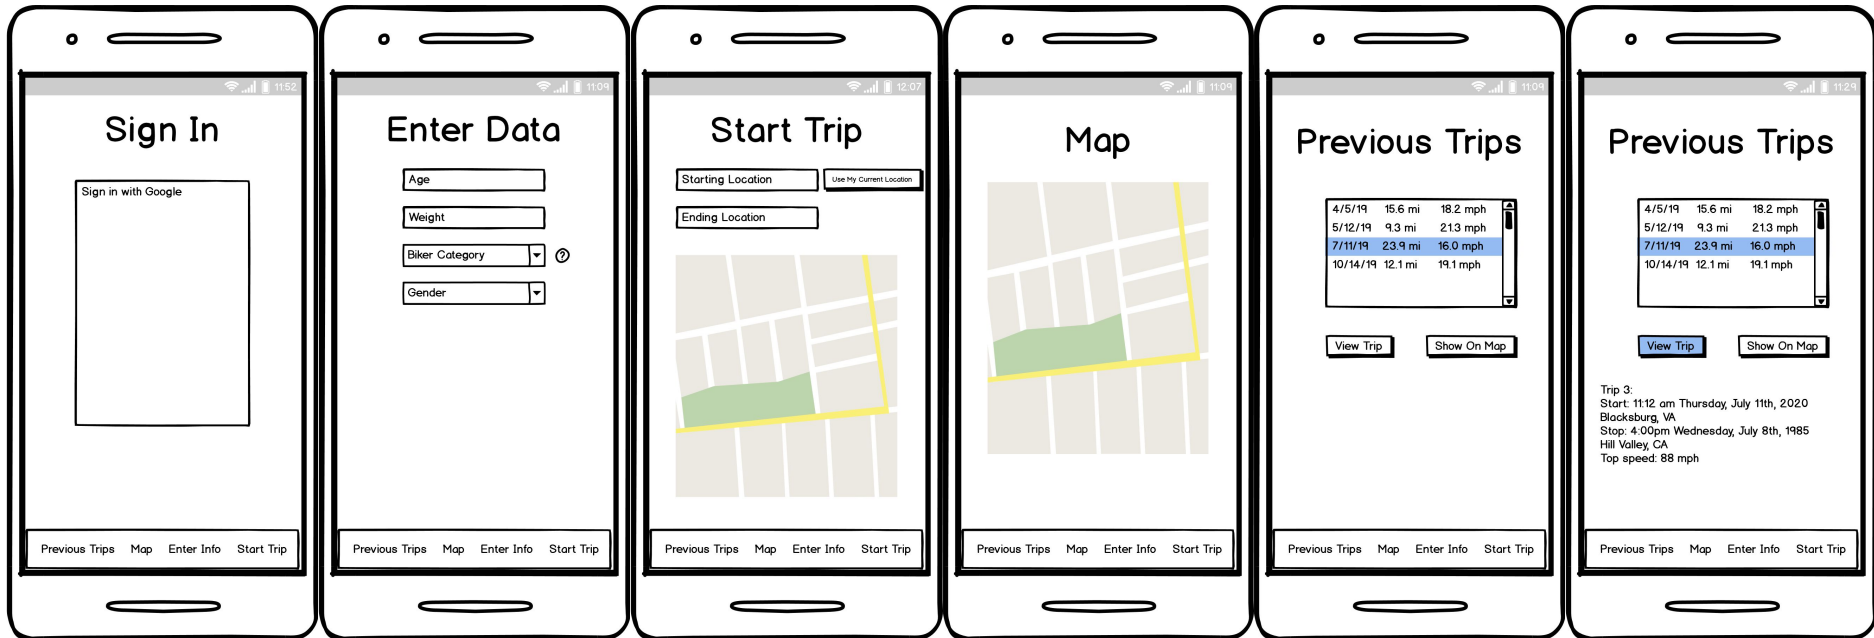 11:52
Sign In
Sign in with Google
Previous Trips Map Enter Info Start Trip
11:09
Enter Data
Age
Weight
Biker Category ?
Gender
Previous Trips Map Enter Info Start Trip
12:07
Start Trip
Starting Location Use My Current Location
Ending Location
Previous Trips Map Enter Info Start Trip
11:09
Map
Previous Trips Map Enter Info Start Trip
11:09
Previous Trips
4/5/19 15.6 mi 18.2 mph
5/12/19 9.3 mi 21.3 mph
7/11/19 23.9 mi 16.0 mph
10/14/19 12.1 mi 19.1 mph
View Trip Show On Map
Previous Trips Map Enter Info Start Trip
11:29
Previous Trips
4/5/19 15.6 mi 18.2 mph
5/12/19 9.3 mi 21.3 mph
7/11/19 23.9 mi 16.0 mph
10/14/19 12.1 mi 19.1 mph
View Trip Show On Map
Trip 3:
Start: 11:12 am Thursday, July 11th, 2020
Blacksburg, VA
Stop: 4:00pm Wednesday, July 8th, 1985
Hill Valley, CA
Top speed: 88 mph
Previous Trips Map Enter Info Start Trip